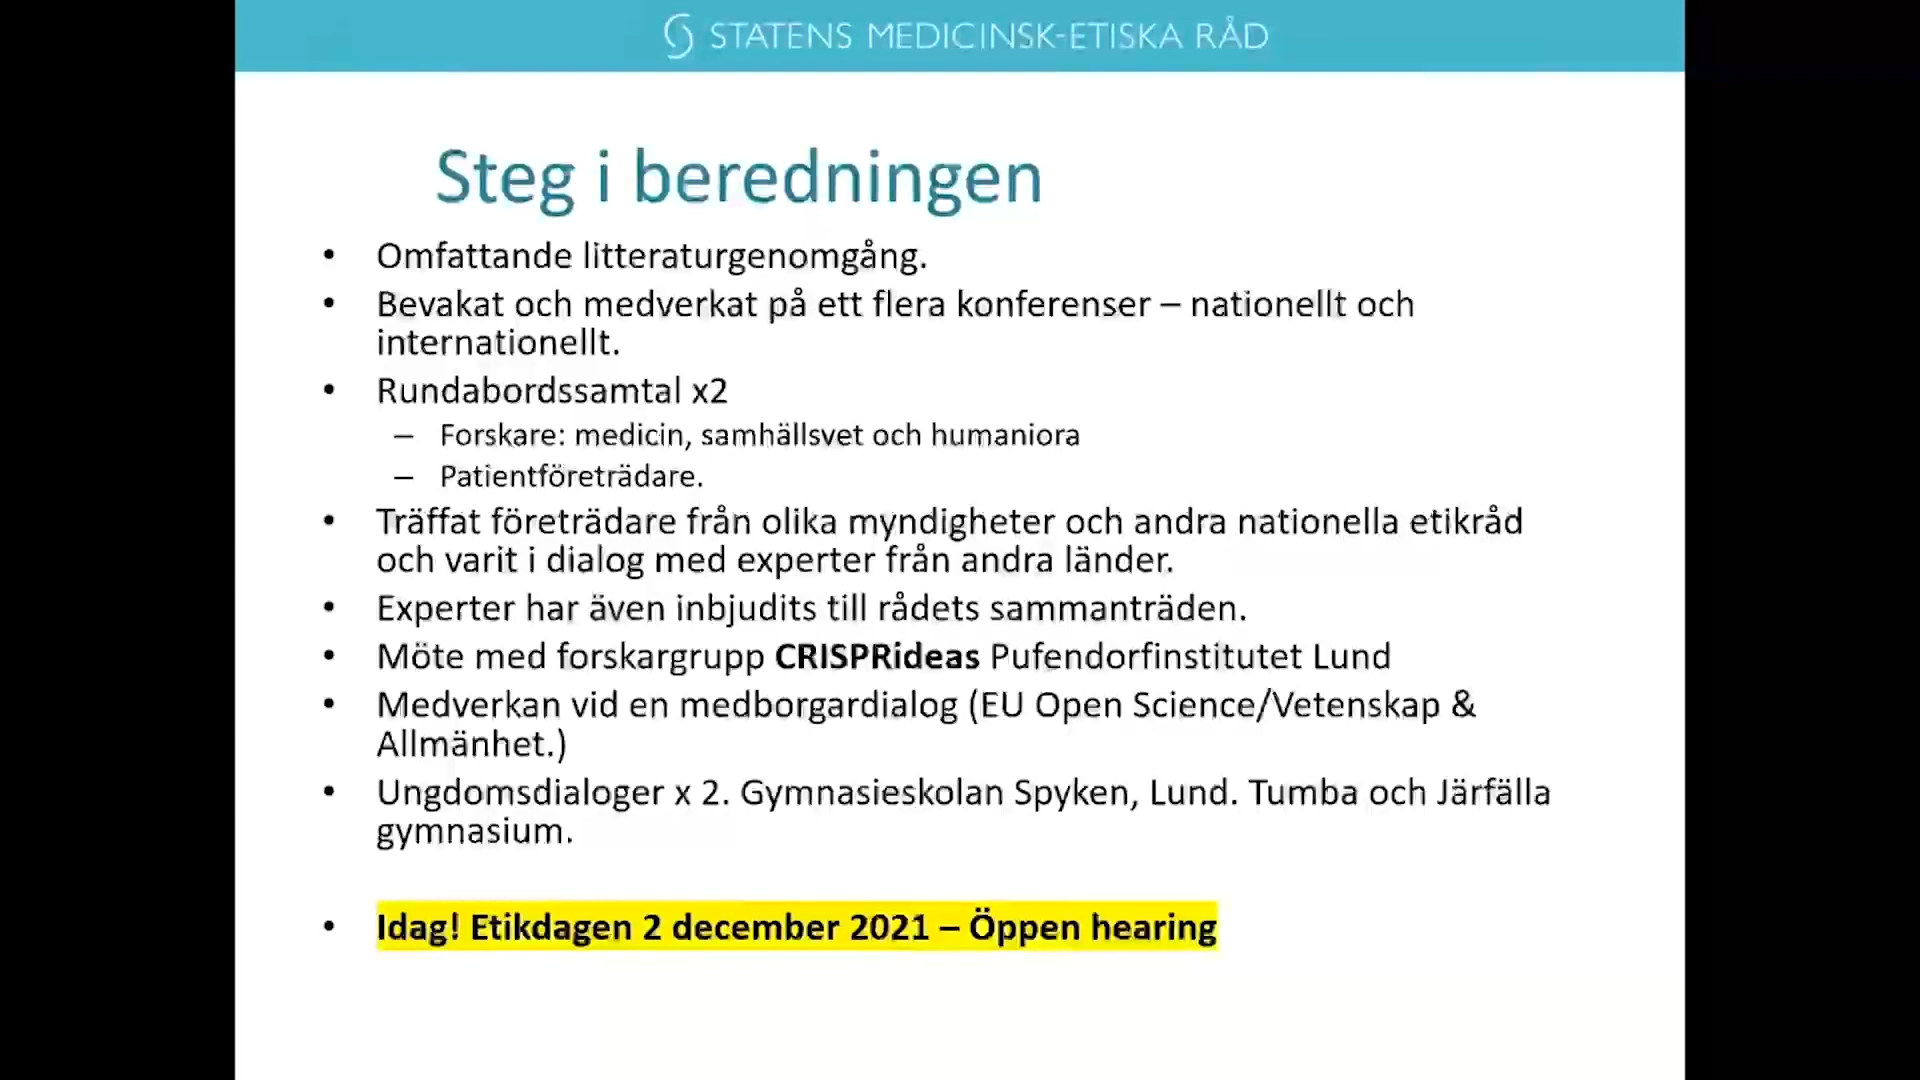 STATENS MEDICINSK-ETISKA RÅD
Steg i beredningen
• Omfattande litteraturgenomgång.
• Bevakat och medverkat på ett flera konferenser – nationellt och
internationellt.
• Rundabordssamtal x2
– Forskare: medicin, samhällsvet och humaniora
– Patientföreträdare.
• Träffat företrädare från olika myndigheter och andra nationella etikråd
och varit i dialog med experter från andra länder.
• Experter har även inbjudits till rådets sammanträden.
• Möte med forskargrupp CRISPRideas Pufendorfinstitutet Lund
• Medverkan vid en medborgardialog (EU Open Science/Vetenskap &
Allmänhet.)
• Ungdomsdialoger x 2. Gymnasieskolan Spyken, Lund. Tumba och Järfälla
gymnasium.
• Idag! Etikdagen 2 december 2021 – Öppen hearing